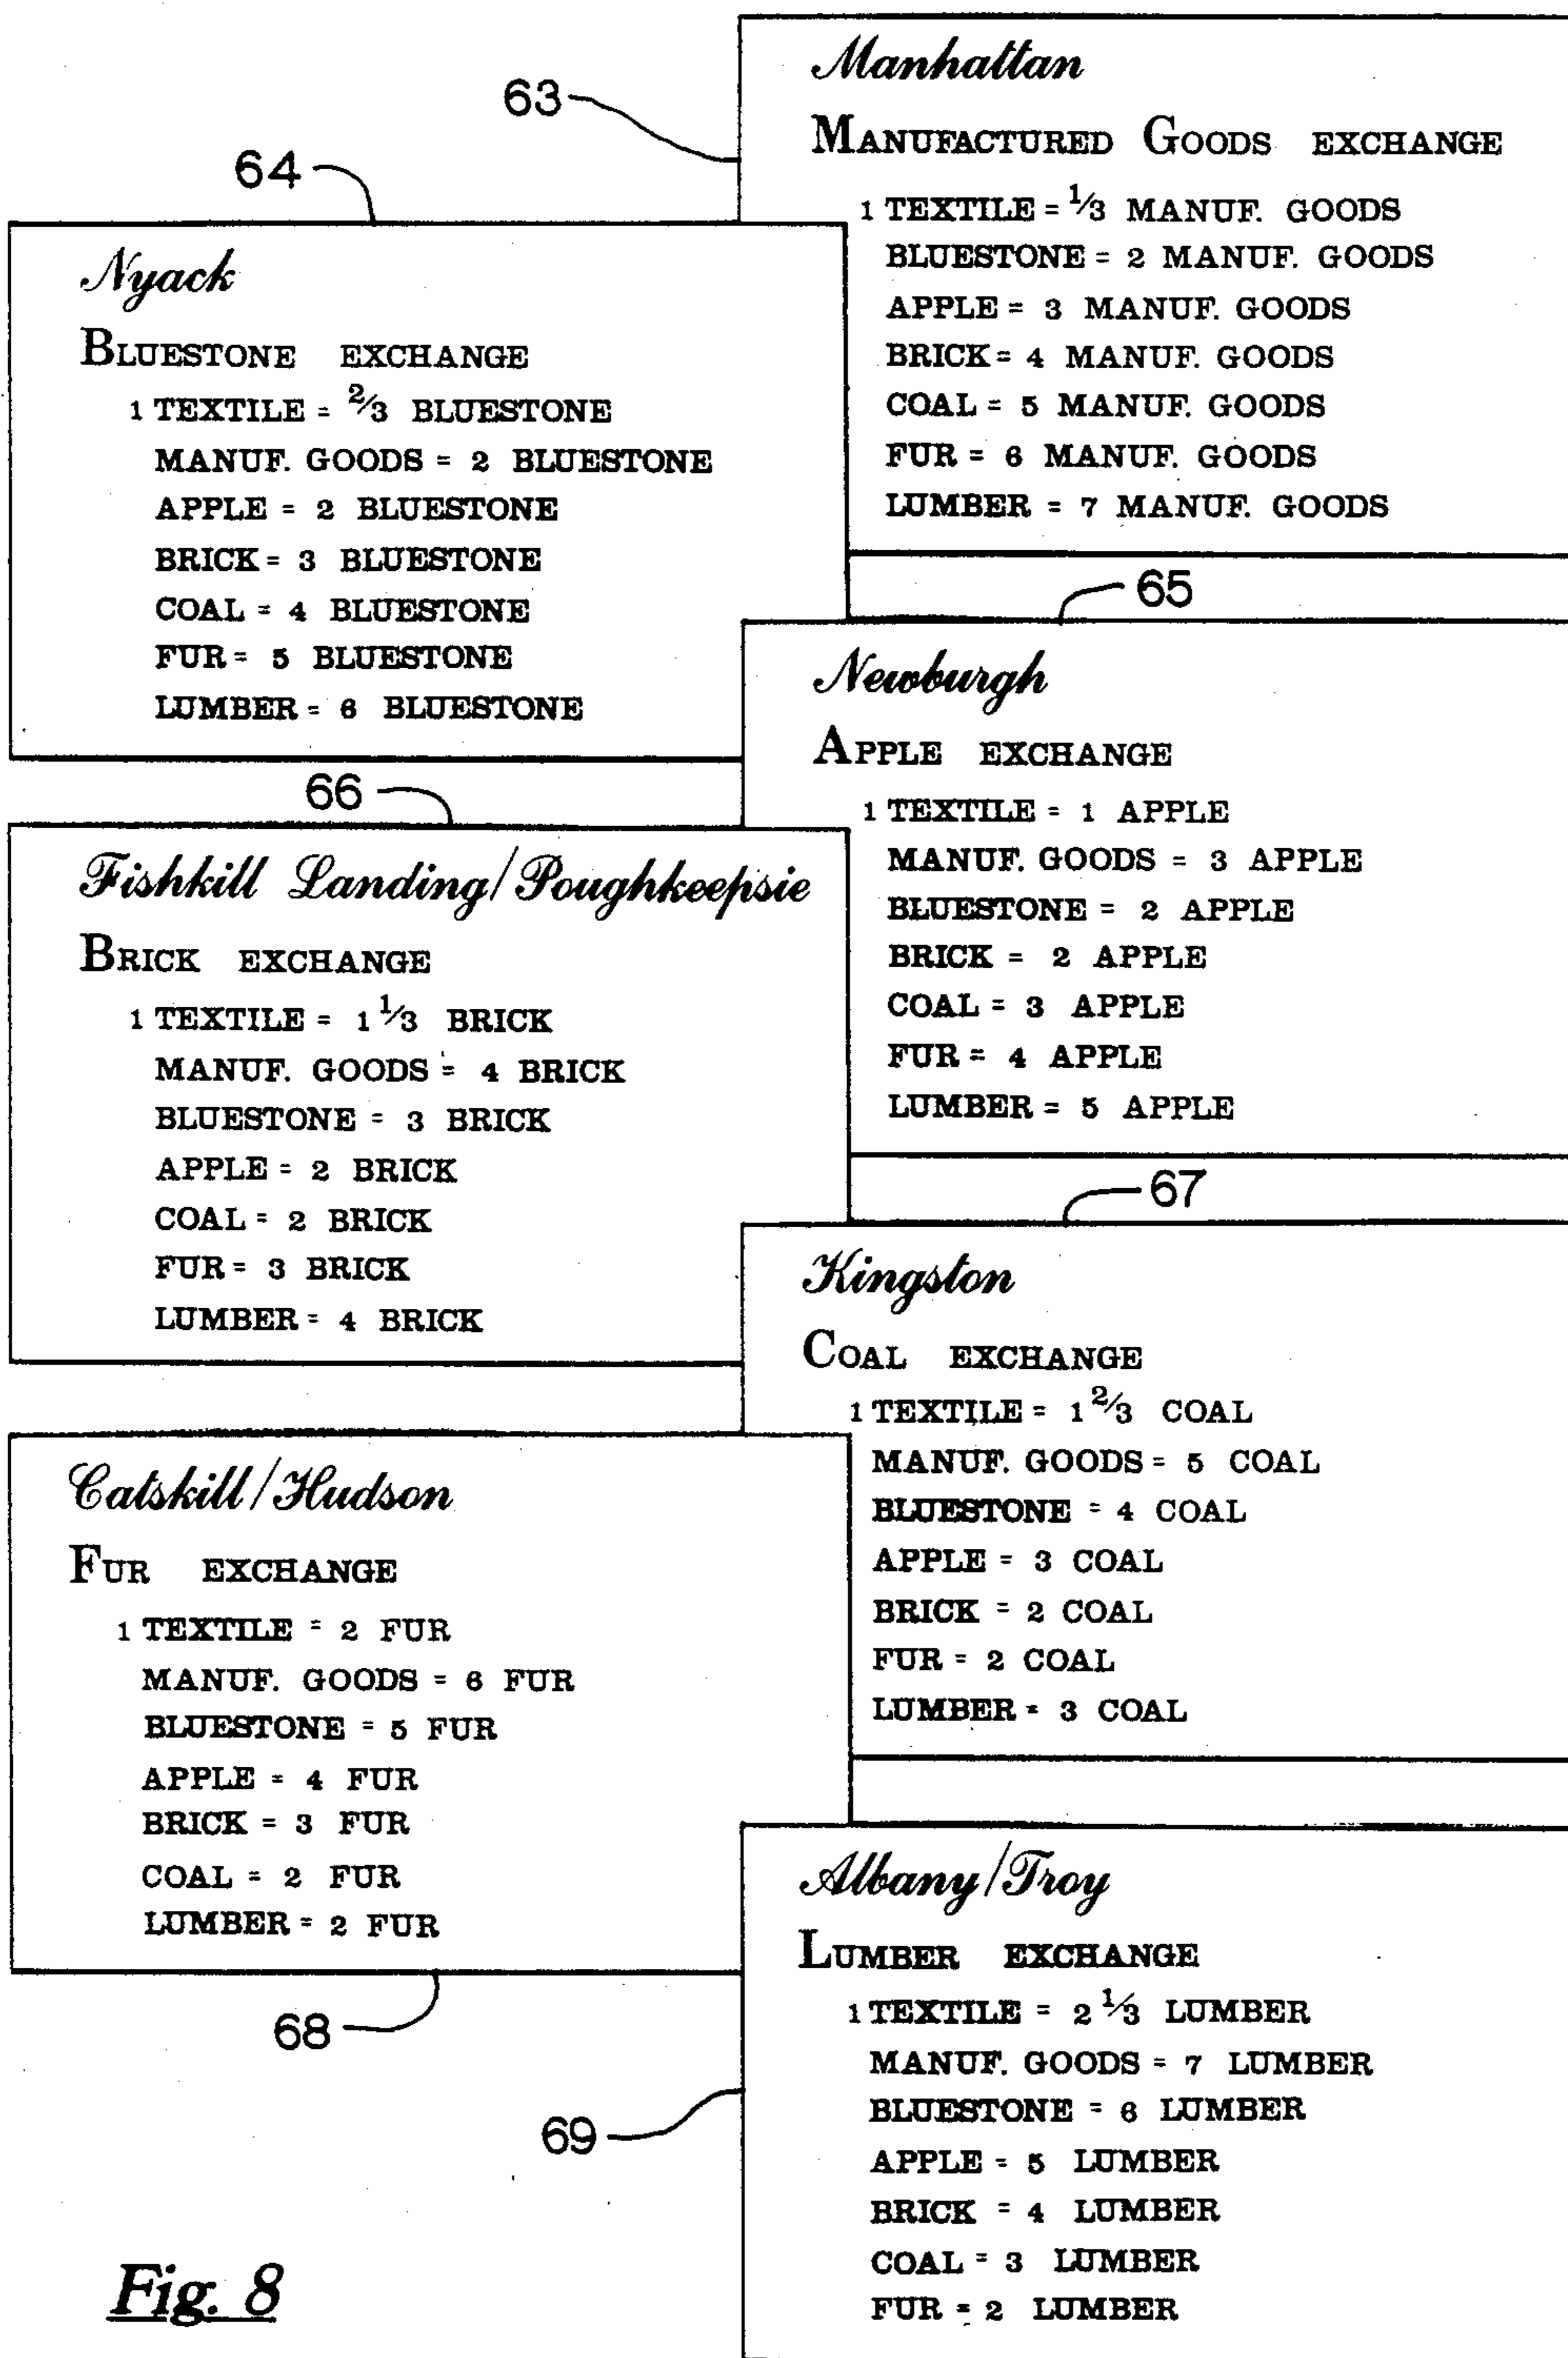 63
Manhattan
MANUFACTURED GOODS EXCHANGE
1 TEXTILE = 1/3 MANUF. GOODS
BLUESTONE = 2 MANUF. GOODS
APPLE = 3 MANUF. GOODS
BRICK = 4 MANUF. GOODS
COAL = 5 MANUF. GOODS
FUR = 6 MANUF. GOODS
LUMBER = 7 MANUF. GOODS
64
Nyack
BLUESTONE EXCHANGE
1 TEXTILE = 2/3 BLUESTONE
MANUF. GOODS = 2 BLUESTONE
APPLE = 2 BLUESTONE
BRICK = 3 BLUESTONE
COAL = 4 BLUESTONE
FUR = 5 BLUESTONE
LUMBER = 6 BLUESTONE
65
Newburgh
APPLE EXCHANGE
1 TEXTILE = 1 APPLE
MANUF. GOODS = 3 APPLE
BLUESTONE = 2 APPLE
BRICK = 2 APPLE
COAL = 3 APPLE
FUR = 4 APPLE
LUMBER = 5 APPLE
66
Fishkill Landing/Poughkeepsie
BRICK EXCHANGE
1 TEXTILE = 1 1/3 BRICK
MANUF. GOODS = 4 BRICK
BLUESTONE = 3 BRICK
APPLE = 2 BRICK
COAL = 2 BRICK
FUR = 3 BRICK
LUMBER = 4 BRICK
67
Kingston
COAL EXCHANGE
1 TEXTILE = 1 2/3 COAL
MANUF. GOODS = 5 COAL
BLUESTONE = 4 COAL
APPLE = 3 COAL
BRICK = 2 COAL
FUR = 2 COAL
LUMBER = 3 COAL
Catskill/Hudson
FUR EXCHANGE
1 TEXTILE = 2 FUR
MANUF. GOODS = 6 FUR
BLUESTONE = 5 FUR
APPLE = 4 FUR
BRICK = 3 FUR
COAL = 2 FUR
LUMBER = 2 FUR
68
Albany/Troy
LUMBER EXCHANGE
1 TEXTILE = 2 1/3 LUMBER
MANUF. GOODS = 7 LUMBER
BLUESTONE = 6 LUMBER
APPLE = 5 LUMBER
BRICK = 4 LUMBER
COAL = 3 LUMBER
FUR = 2 LUMBER
69
Fig. 8